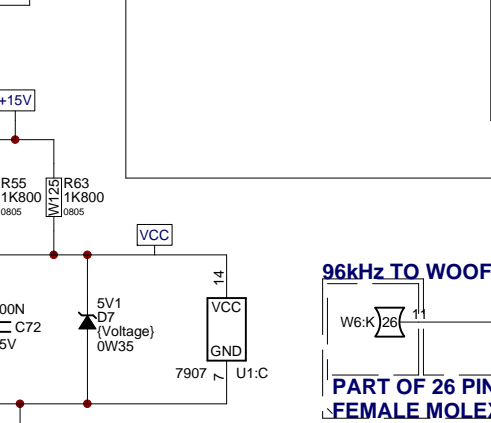 +15V
R55
1K800
0805
W125
R63
1K800
0805
VCC
14
VCC
GND
7907
7
U1:C
00N
C72
5V
5V1
D7
{Voltage}
0W35
96kHz TO WOOF
W6:K
26
11
PART OF 26 PIN
FEMALE MOLEX